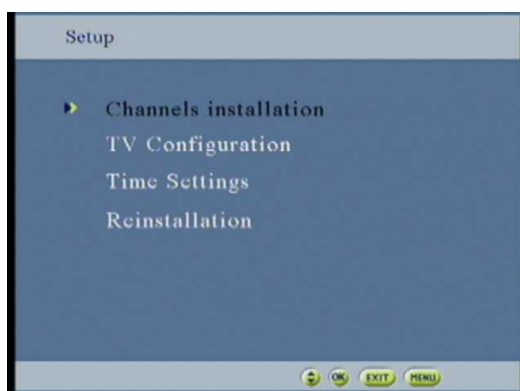 Setup
Channels installation
TV Configuration
Time Settings
Reinstallation
OK EXIT MENU